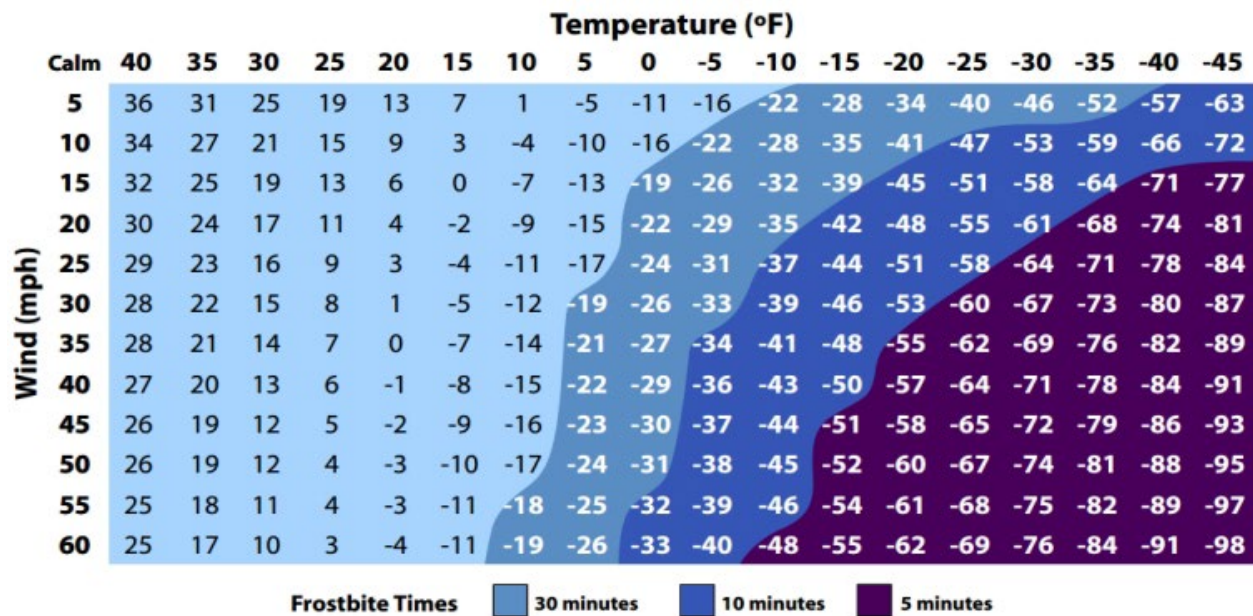 Temperature (ºF)
Calm 40 35 30 25 20 15 10 5 0 -5 -10 -15 -20 -25 -30 -35 -40 -45
5 36 31 25 19 13 7 1 -5 -11 -16 -22 -28 -34 -40 -46 -52 -57 -63
10 34 27 21 15 9 3 -4 -10 -16 -22 -28 -35 -41 -47 -53 -59 -66 -72
15 32 25 19 13 6 0 -7 -13 -19 -26 -32 -39 -45 -51 -58 -64 -71 -77
20 30 24 17 11 4 -2 -9 -15 -22 -29 -35 -42 -48 -55 -61 -68 -74 -81
25 29 23 16 9 3 -4 -11 -17 -24 -31 -37 -44 -51 -58 -64 -71 -78 -84
30 28 22 15 8 1 -5 -12 -19 -26 -33 -39 -46 -53 -60 -67 -73 -80 -87
35 28 21 14 7 0 -7 -14 -21 -27 -34 -41 -48 -55 -62 -69 -76 -82 -89
40 27 20 13 6 -1 -8 -15 -22 -29 -36 -43 -50 -57 -64 -71 -78 -84 -91
45 26 19 12 5 -2 -9 -16 -23 -30 -37 -44 -51 -58 -65 -72 -79 -86 -93
50 26 19 12 4 -3 -10 -17 -24 -31 -38 -45 -52 -60 -67 -74 -81 -88 -95
55 25 18 11 4 -3 -11 -18 -25 -32 -39 -46 -54 -61 -68 -75 -82 -89 -97
60 25 17 10 3 -4 -11 -19 -26 -33 -40 -48 -55 -62 -69 -76 -84 -91 -98
Wind (mph)
Frostbite Times 30 minutes 10 minutes 5 minutes